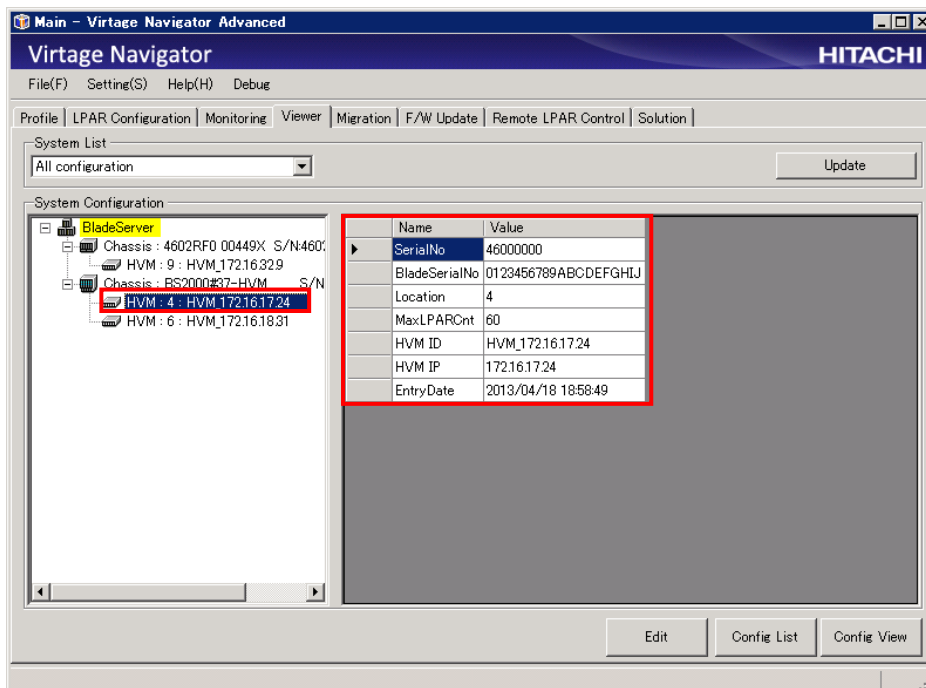 Main - Virtage Navigator Advanced
Virtage Navigator HITACHI
File(F) Setting(S) Help(H) Debug
Profile LPAR Configuration Monitoring Viewer Migration F/W Update Remote LPAR Control Solution
System List
All configuration Update
System Configuration
BladeServer
Chassis : 4602RF0 00449X S/N:460
HVM : 9 : HVM_172.16.32.9
Chassis : BS2000#37-HVM S/N
HVM : 4 : HVM_172.16.17.24
HVM : 6 : HVM_172.16.18.31
Name Value
SerialNo 46000000
BladeSerialNo 0123456789ABCDEFGHIJ
Location 4
MaxLPARCnt 60
HVM ID HVM_172.16.17.24
HVM IP 172.16.17.24
EntryDate 2013/04/18 18:58:49
Edit Config List Config View